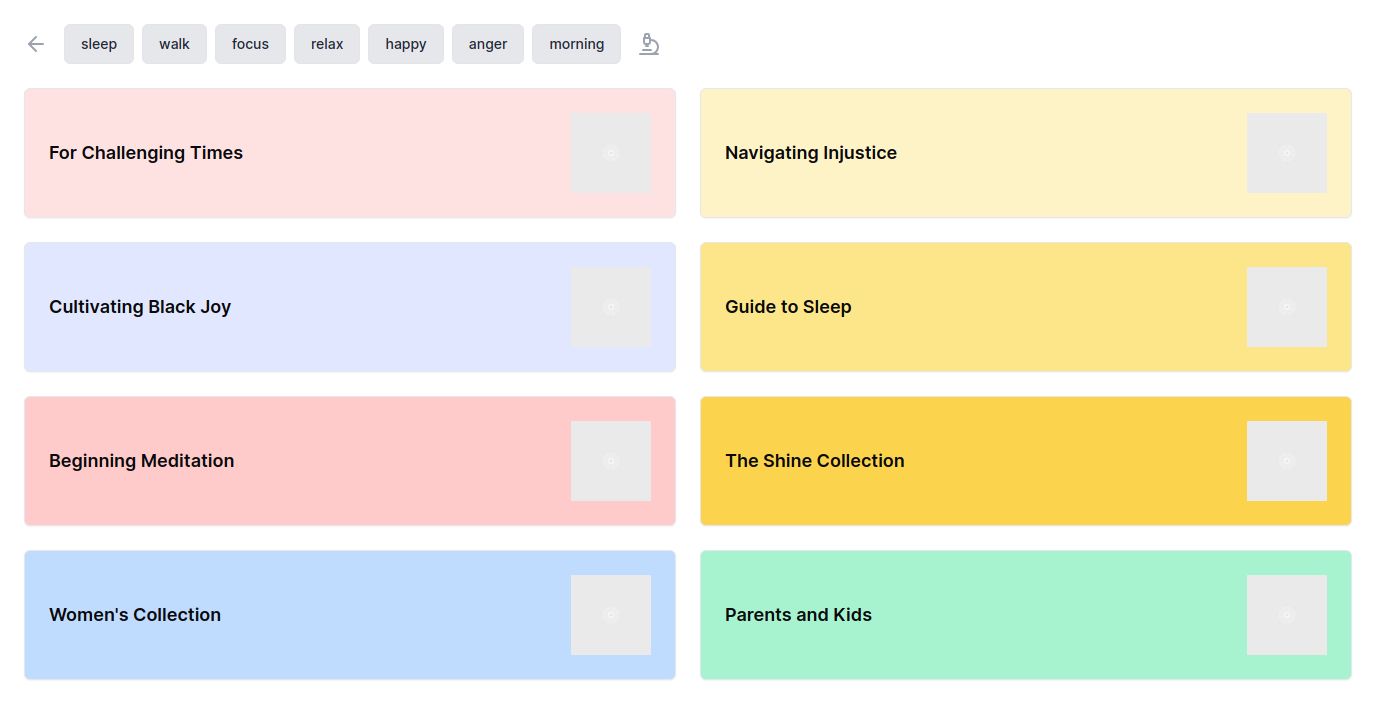 sleep walk focus relax happy anger morning
For Challenging Times
Navigating Injustice
Cultivating Black Joy
Guide to Sleep
Beginning Meditation
The Shine Collection
Women's Collection
Parents and Kids